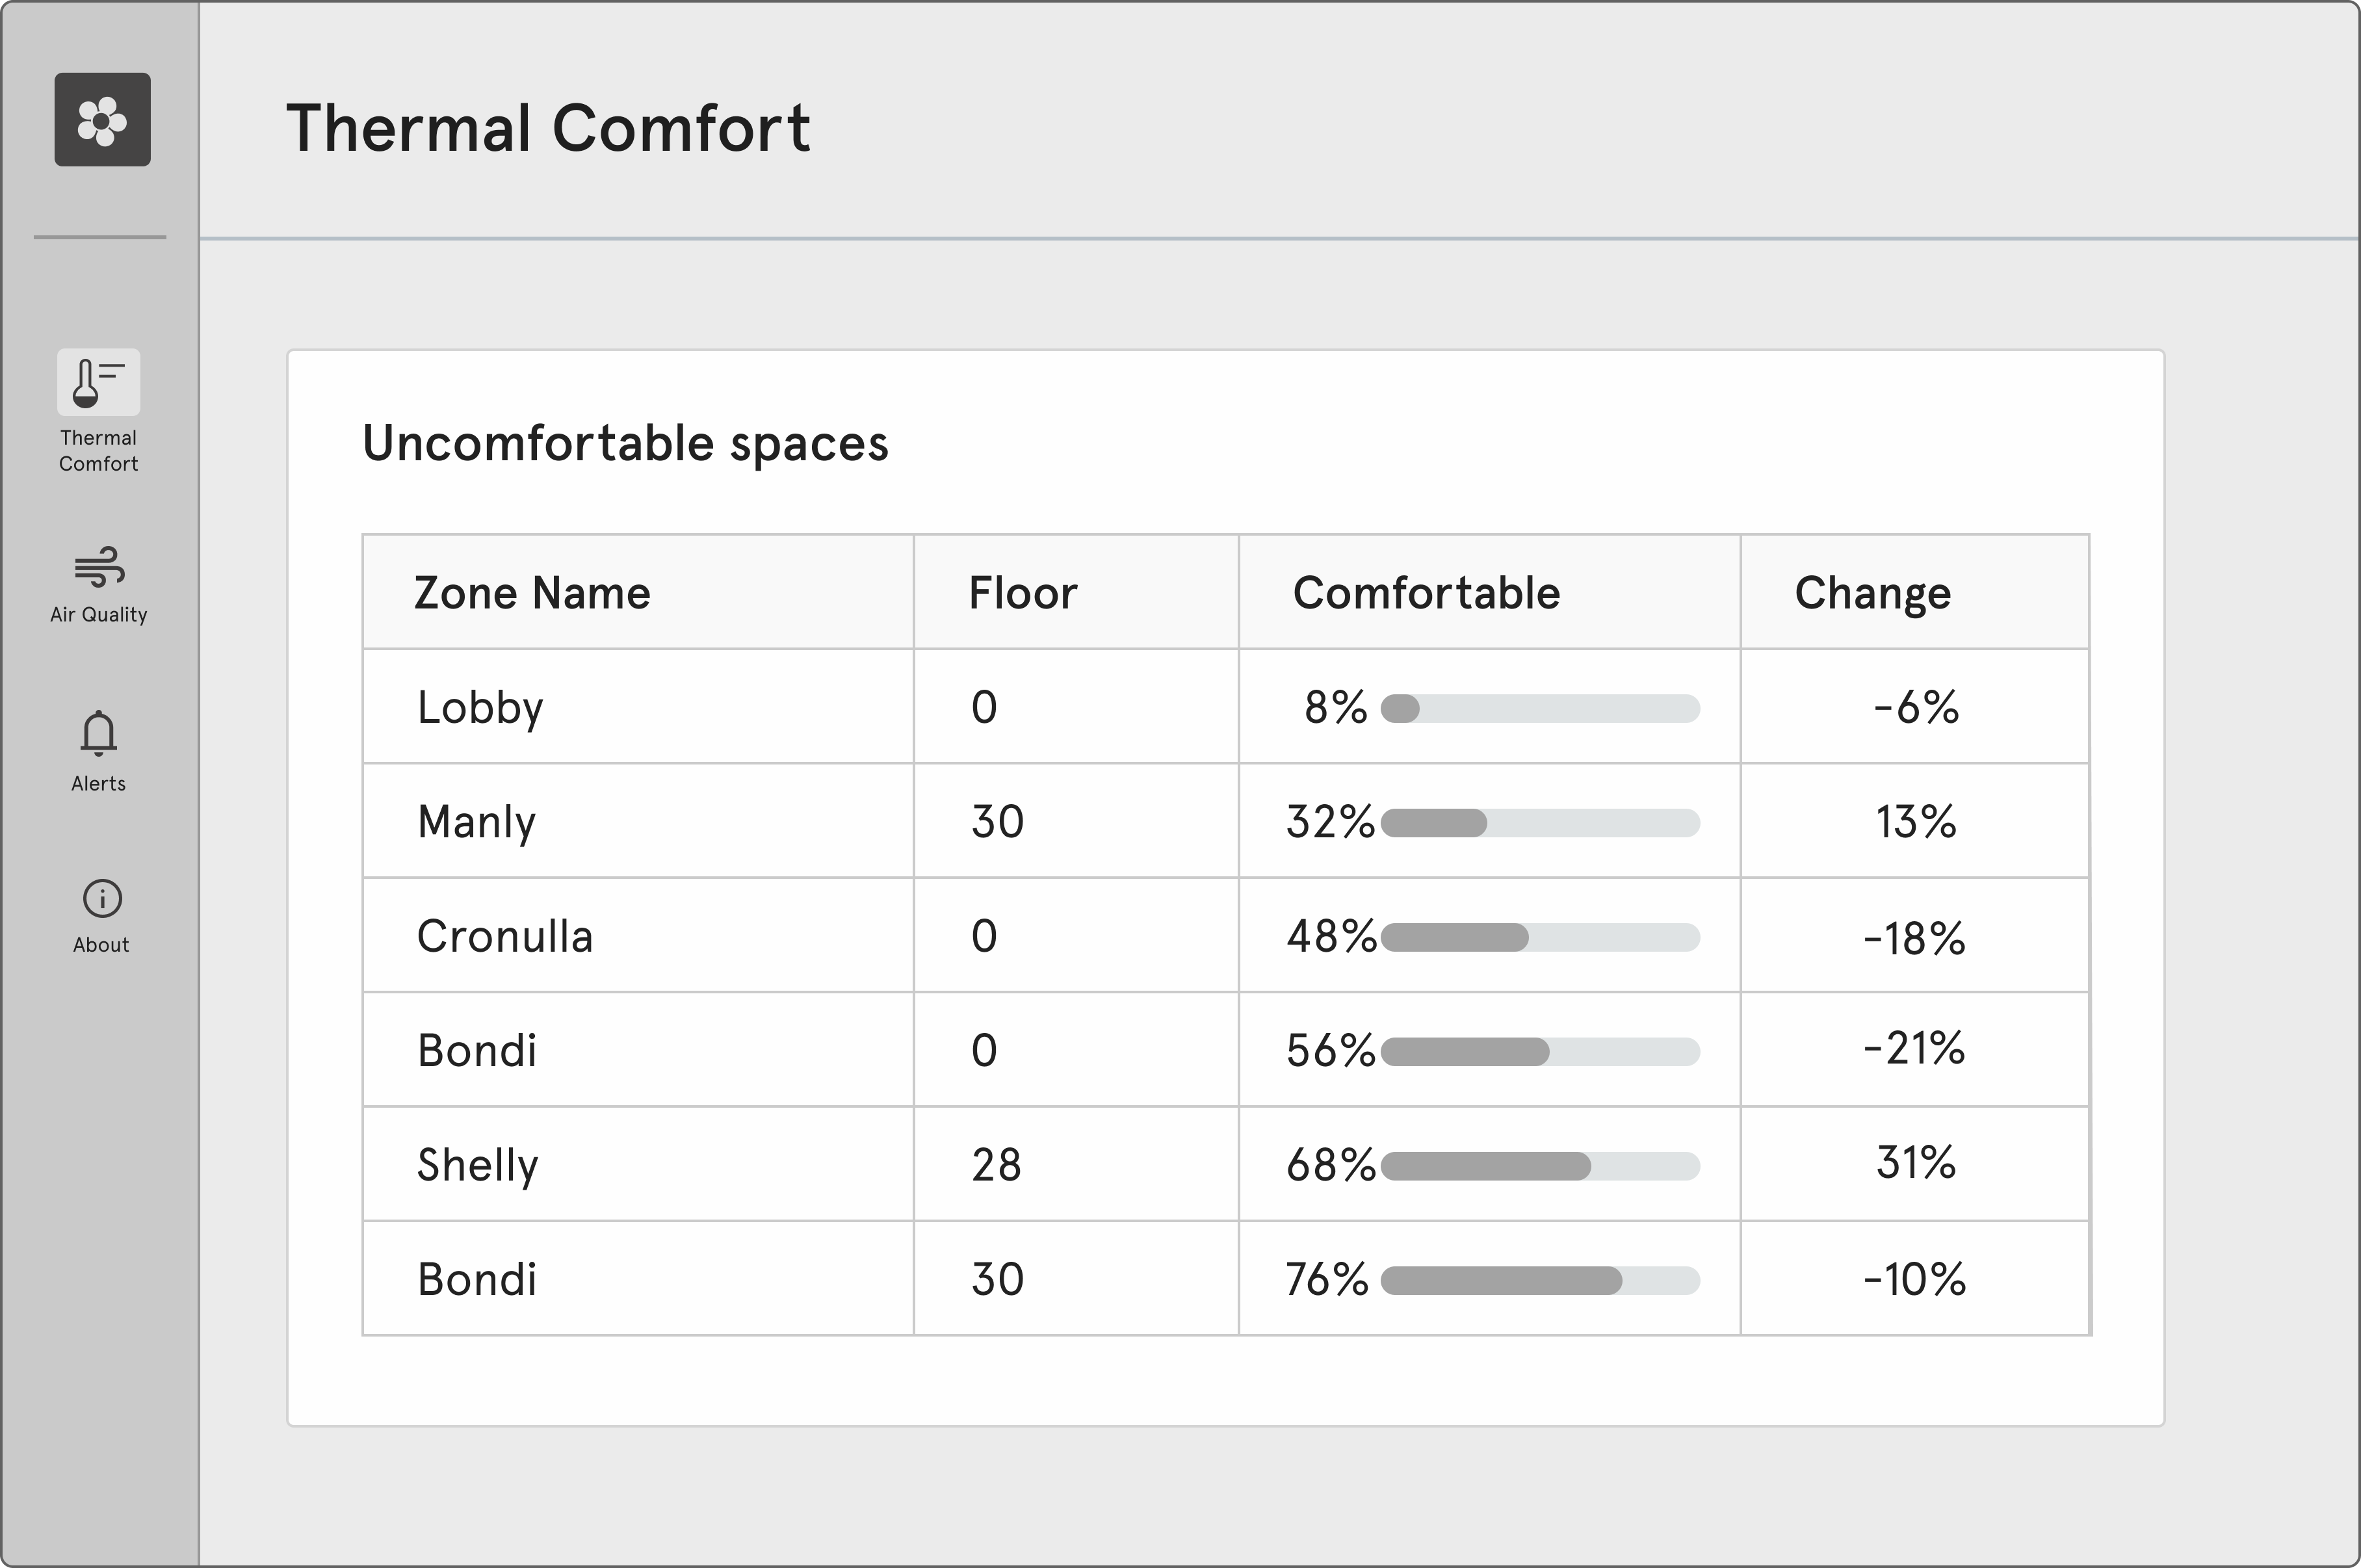 Thermal Comfort
Thermal
Comfort
Air Quality
Alerts
About
Uncomfortable spaces
Zone Name Floor Comfortable Change
Lobby 0 8% -6%
Manly 30 32% 13%
Cronulla 0 48% -18%
Bondi 0 56% -21%
Shelly 28 68% 31%
Bondi 30 76% -10%